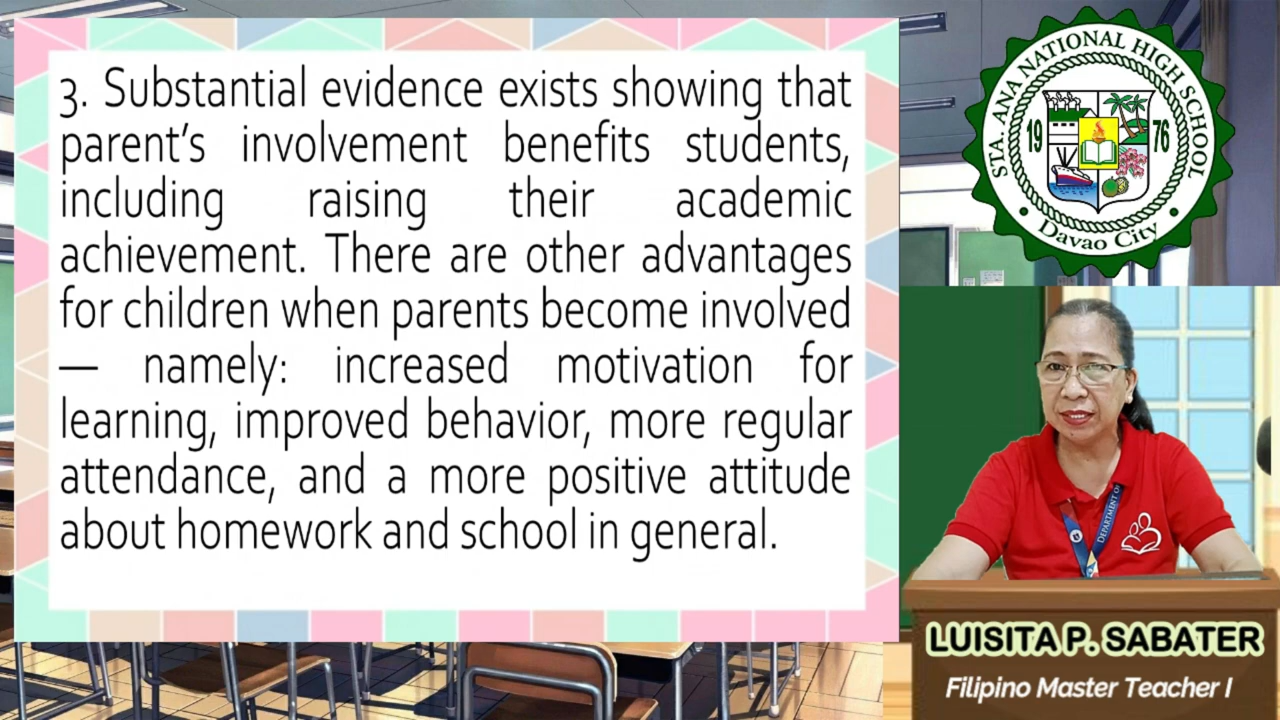 3. Substantial evidence exists showing that
parent's involvement benefits students,
including raising their academic
achievement. There are other advantages
for children when parents become involved
— namely: increased motivation for
learning, improved behavior, more regular
attendance, and a more positive attitude
about homework and school in general.
STA. ANA NATIONAL HIGH SCHOOL
19 76
Davao City
DEPARTMENT O
LUISITA P. SABATER
Filipino Master Teacher I